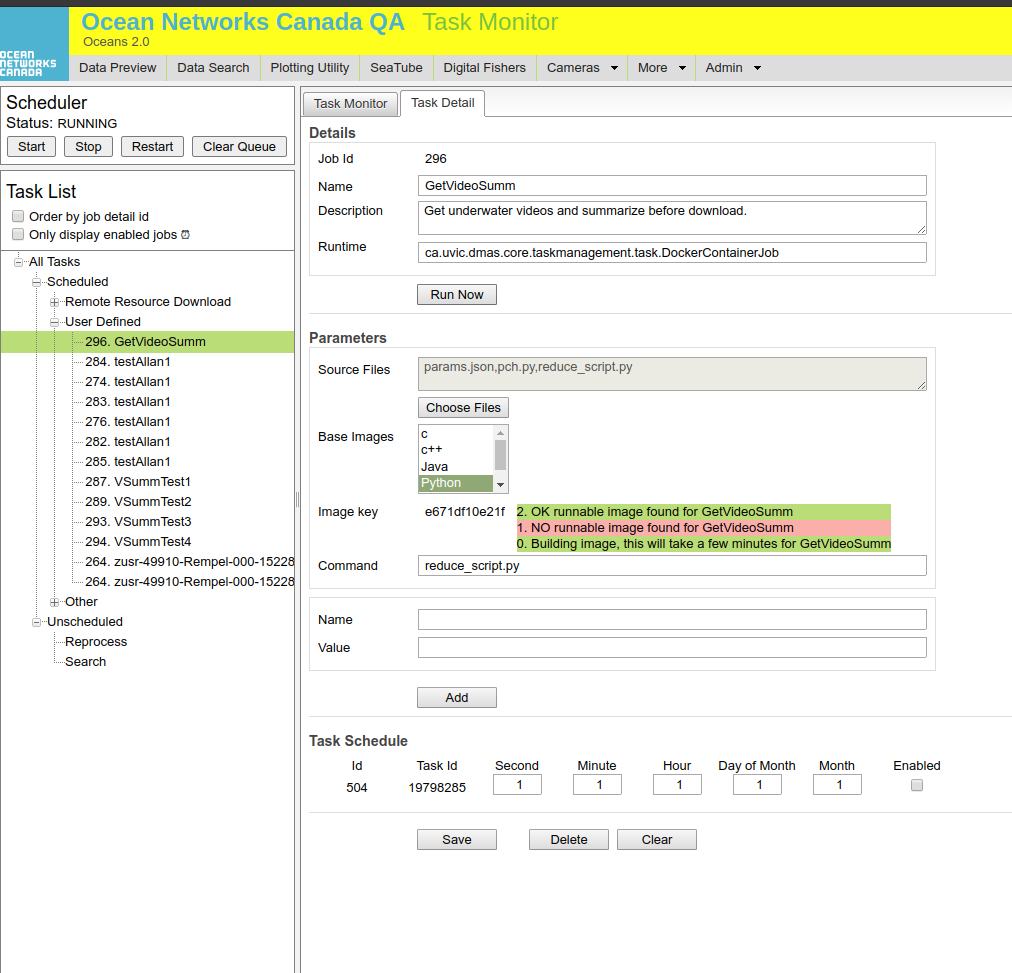 Ocean Networks Canada QA Task Monitor
Oceans 2.0
OCEAN
NETWORKS
CANADA
Data Preview Data Search Plotting Utility SeaTube Digital Fishers Cameras More Admin
Scheduler
Status: RUNNING
Start Stop Restart Clear Queue
Task List
Order by job detail id
Only display enabled jobs
All Tasks
Scheduled
Remote Resource Download
User Defined
296. GetVideoSumm
284. testAllan1
274. testAllan1
283. testAllan1
276. testAllan1
282. testAllan1
285. testAllan1
287. VSummTest1
289. VSummTest2
293. VSummTest3
294. VSummTest4
264. zusr-49910-Rempel-000-15228
264. zusr-49910-Rempel-000-15228
Other
Unscheduled
Reprocess
Search
Task Monitor Task Detail
Details
Job Id 296
Name GetVideoSumm
Description Get underwater videos and summarize before download.
Runtime ca.uvic.dmas.core.taskmanagement.task.DockerContainerJob
Run Now
Parameters
Source Files params.json,pch.py,reduce_script.py
Choose Files
Base Images c
c++
Java
Python
Image key e671df10e21f 2. OK runnable image found for GetVideoSumm
1. NO runnable image found for GetVideoSumm
0. Building image, this will take a few minutes for GetVideoSumm
Command reduce_script.py
Name
Value
Add
Task Schedule
Id Task Id Second Minute Hour Day of Month Month Enabled
504 19798285 1 1 1 1 1
Save Delete Clear